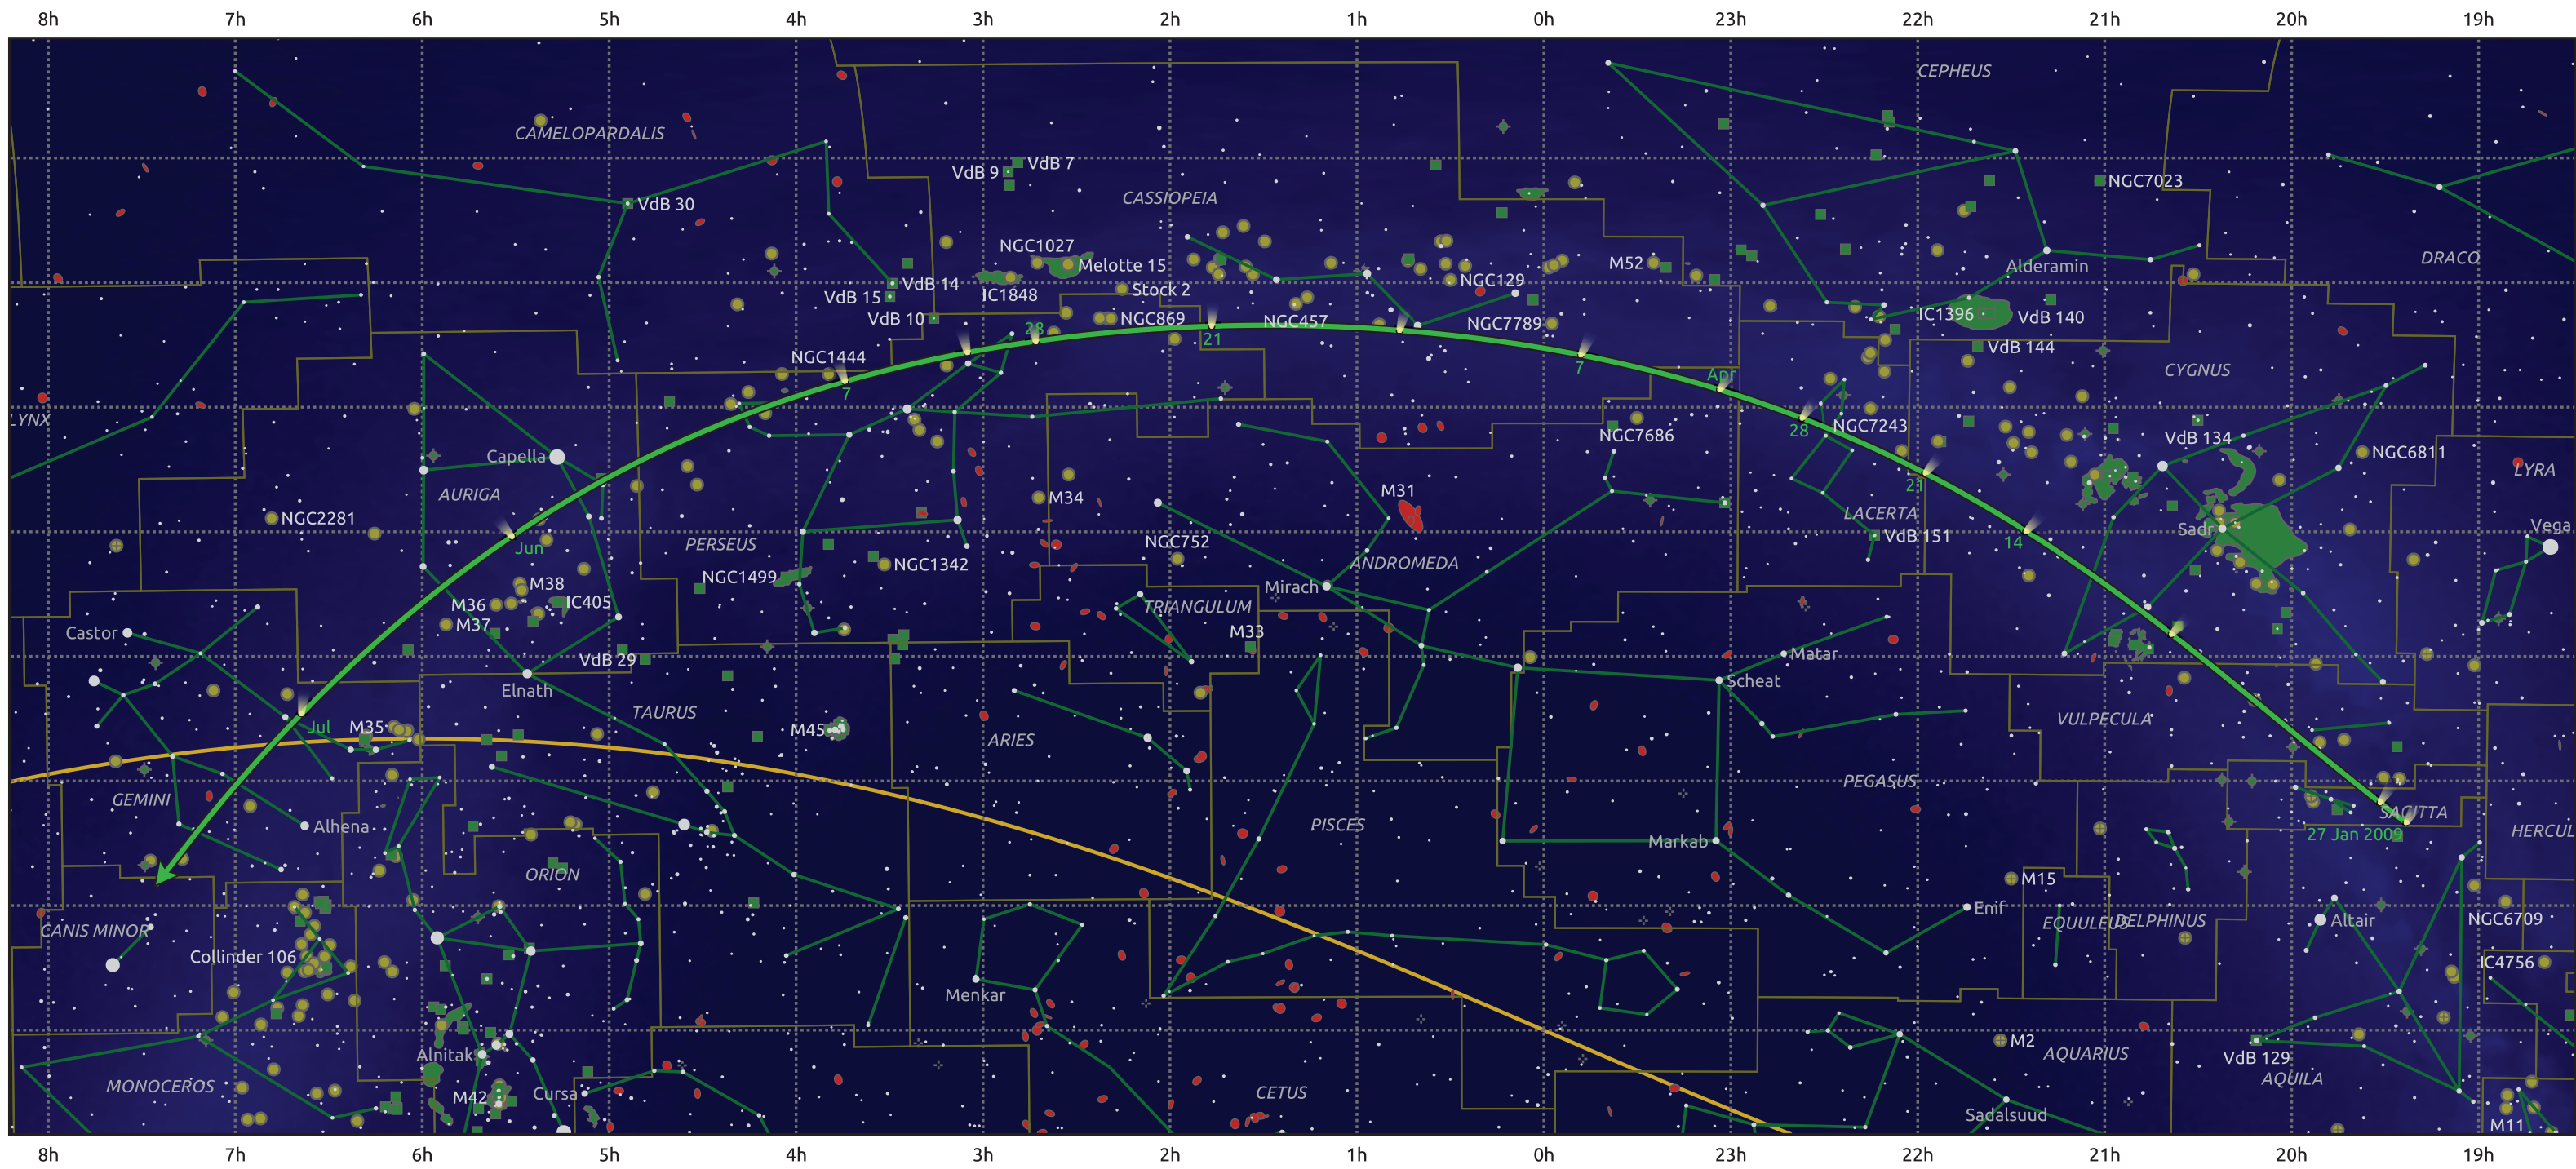 8h 7h 6h 5h 4h 3h 2h 1h 0h 23h 22h 21h 20h 19h
CEPHEUS
CAMELOPARDALIS
VdB 7
VdB 9
NGC7023
CASSIOPEIA
VdB 30
NGC1027
DRACO
Melotte 15
M52
Alderamin
NGC129
VdB 14
Stock 2
VdB 15
IC1848
VdB 10
NGC869
NGC457
NGC7789
IC1396
VdB 140
28
21
VdB 144
NGC1444
7
CYGNUS
Apr
7
LYNX
28
NGC7243
NGC7686
VdB 134
NGC6811
Capella
LYRA
AURIGA
M34
M31
21
NGC2281
LACERTA
Vega
Sadr
PERSEUS
Jun
NGC752
VdB 151
14
NGC1342
ANDROMEDA
NGC1499
M38
Mirach
IC405
M36
TRIANGULUM
M37
Castor
M33
VdB 29
Matar
Scheat
Elnath
TAURUS
VULPECULA
Jul
M35
M45
ARIES
PEGASUS
GEMINI
SAGITTA
Alhena
PISCES
27 Jan 2009
HERCUL
Markab
ORION
M15
Enif
Altair
NGC6709
EQUULEUS
DELPHINUS
CANIS MINOR
Collinder 106
IC4756
Menkar
M2
Alnitak
AQUARIUS
VdB 129
AQUILA
MONOCEROS
M42
Cursa
CETUS
Sadalsuud
M11
8h 7h 6h 5h 4h 3h 2h 1h 0h 23h 22h 21h 20h 19h